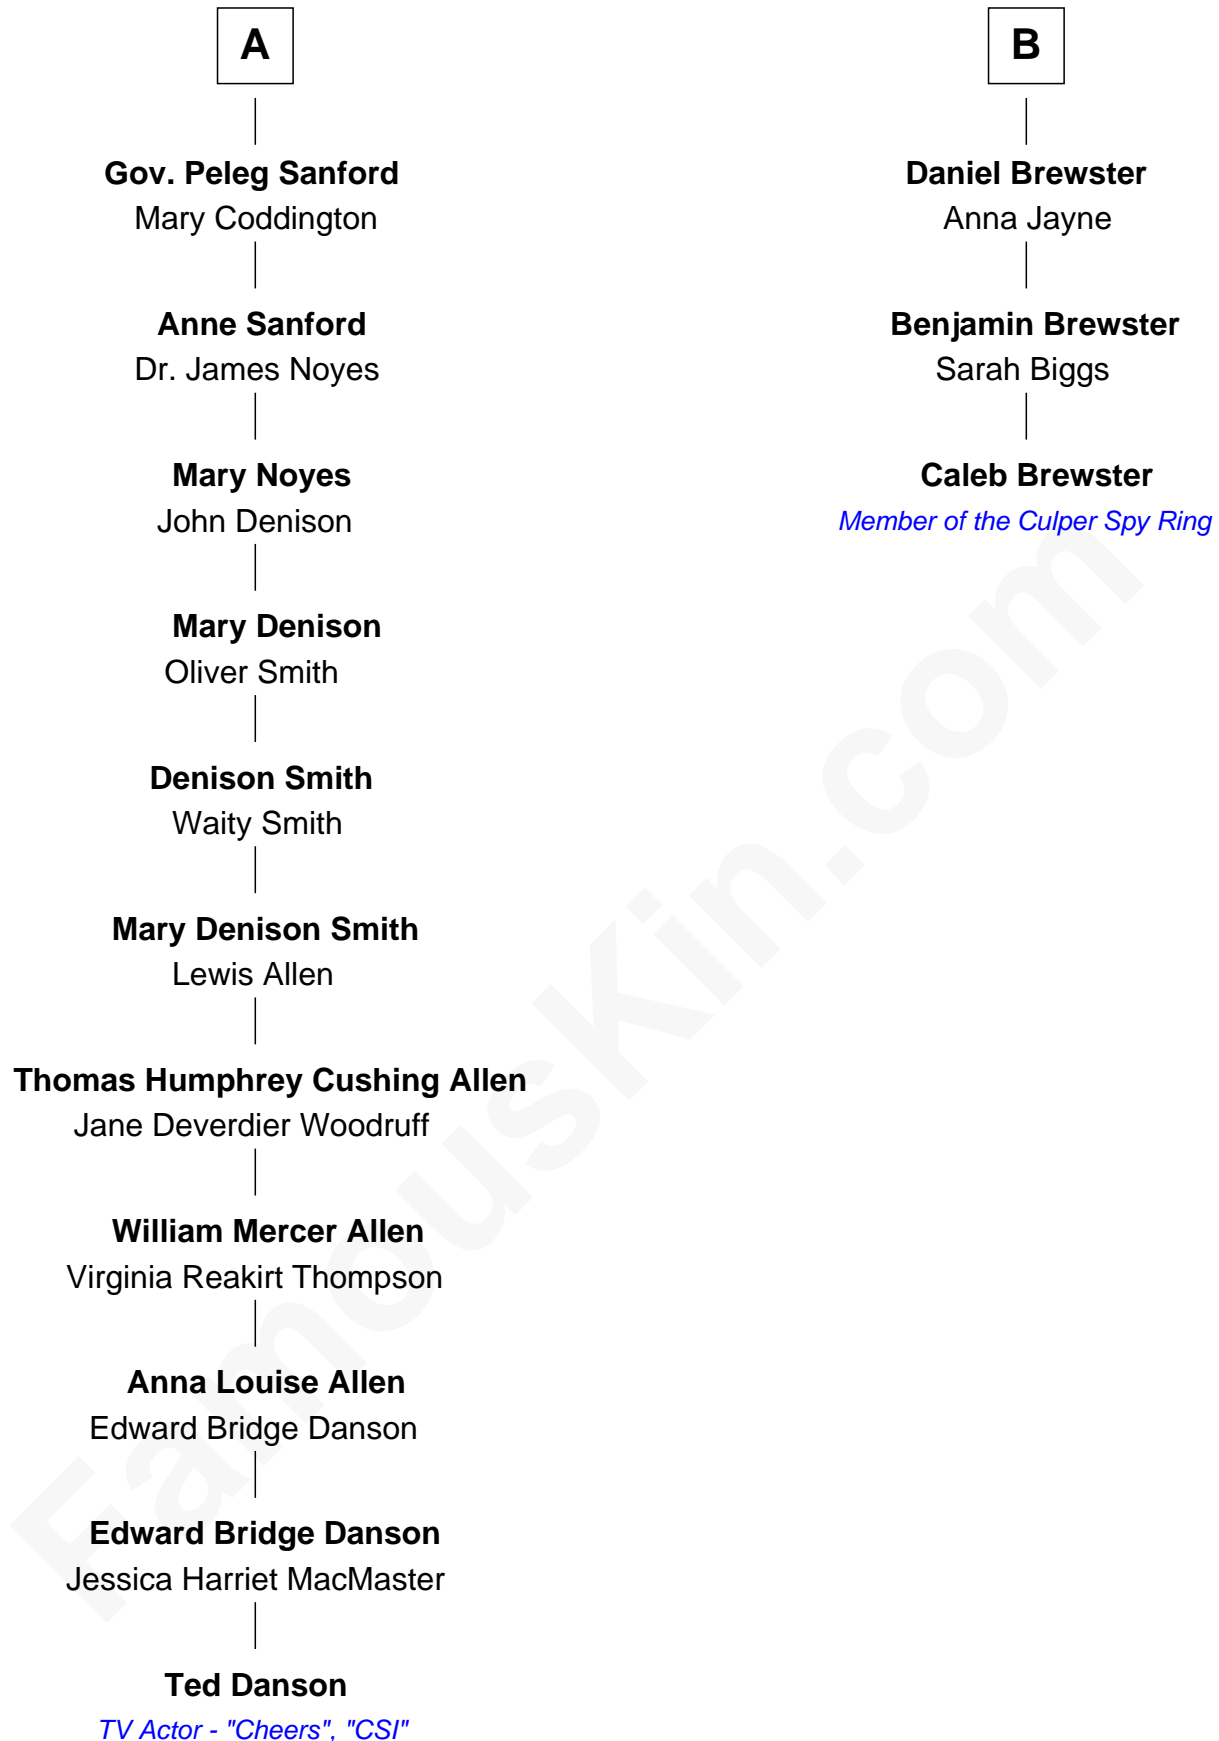 A
Gov. Peleg Sanford
Mary Coddington
Anne Sanford
Dr. James Noyes
Mary Noyes
John Denison
Mary Denison
Oliver Smith
Denison Smith
Waity Smith
Mary Denison Smith
Lewis Allen
Thomas Humphrey Cushing Allen
Jane Deverdier Woodruff
William Mercer Allen
Virginia Reakirt Thompson
Anna Louise Allen
Edward Bridge Danson
Edward Bridge Danson
Jessica Harriet MacMaster
Ted Danson
TV Actor - "Cheers", "CSI"
B
Daniel Brewster
Anna Jayne
Benjamin Brewster
Sarah Biggs
Caleb Brewster
Member of the Culper Spy Ring
FamousKin.com